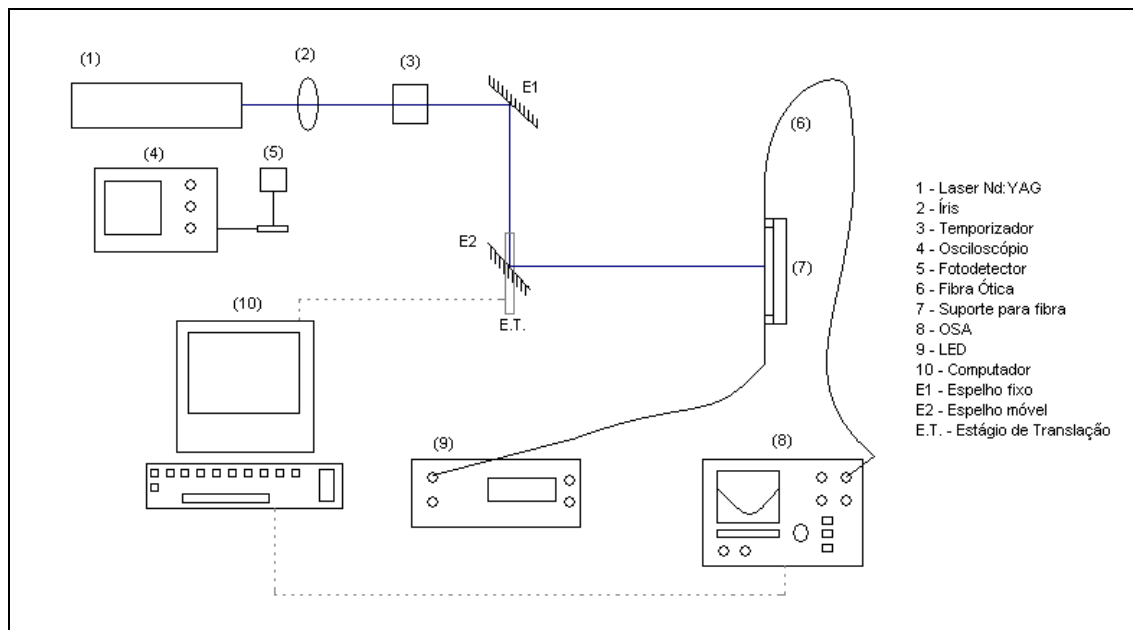 (1)
(2)
(3)
E1
(4)
(5)
(6)
E2
(7)
E.T.
(10)
(9)
(8)
1 - Laser Nd:YAG
2 - Íris
3 - Temporizador
4 - Osciloscópio
5 - Fotodetector
6 - Fibra Ótica
7 - Suporte para fibra
8 - OSA
9 - LED
10 - Computador
E1 - Espelho fixo
E2 - Espelho móvel
E.T. - Estágio de Translação